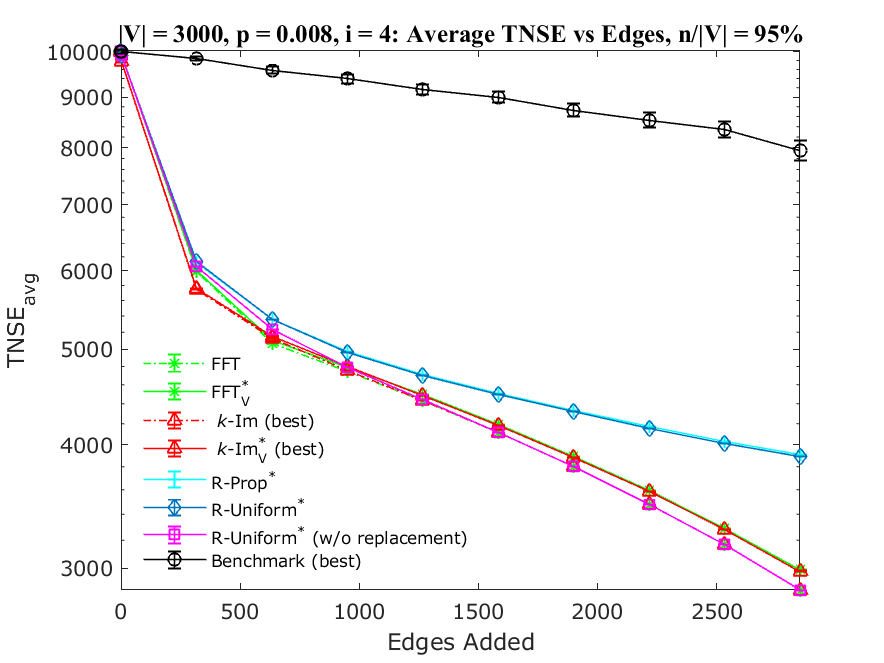 |V| = 3000, p = 0.008, i = 4: Average TNSE vs Edges, n/|V| = 95%
10000
9000
8000
7000
6000
5000
4000
3000
TNSE_avg
FFT
FFT*_V
k-Im (best)
k-Im*_V (best)
R-Prop*
R-Uniform*
R-Uniform* (w/o replacement)
Benchmark (best)
0 500 1000 1500 2000 2500
Edges Added